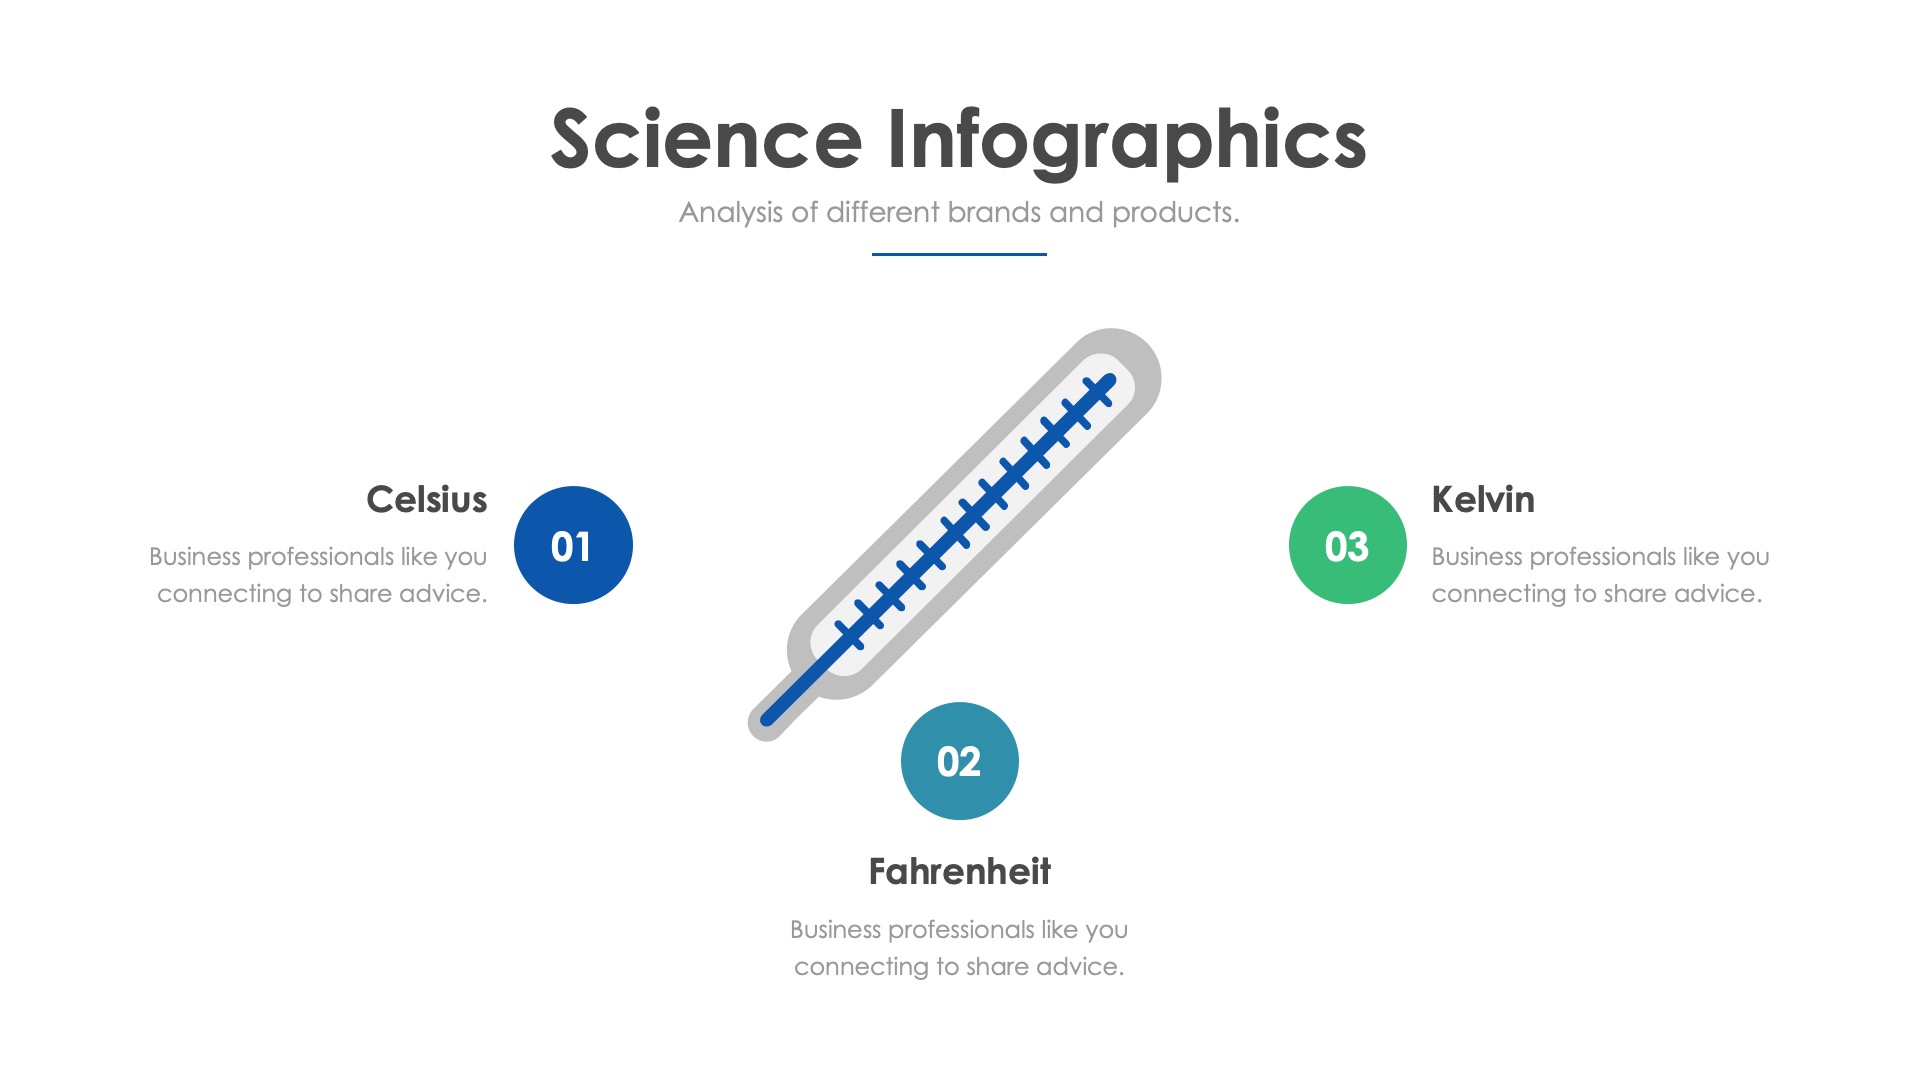 Science Infographics
Analysis of different brands and products.
Celsius
Business professionals like you
connecting to share advice.
01
02
Fahrenheit
Business professionals like you
connecting to share advice.
03
Kelvin
Business professionals like you
connecting to share advice.